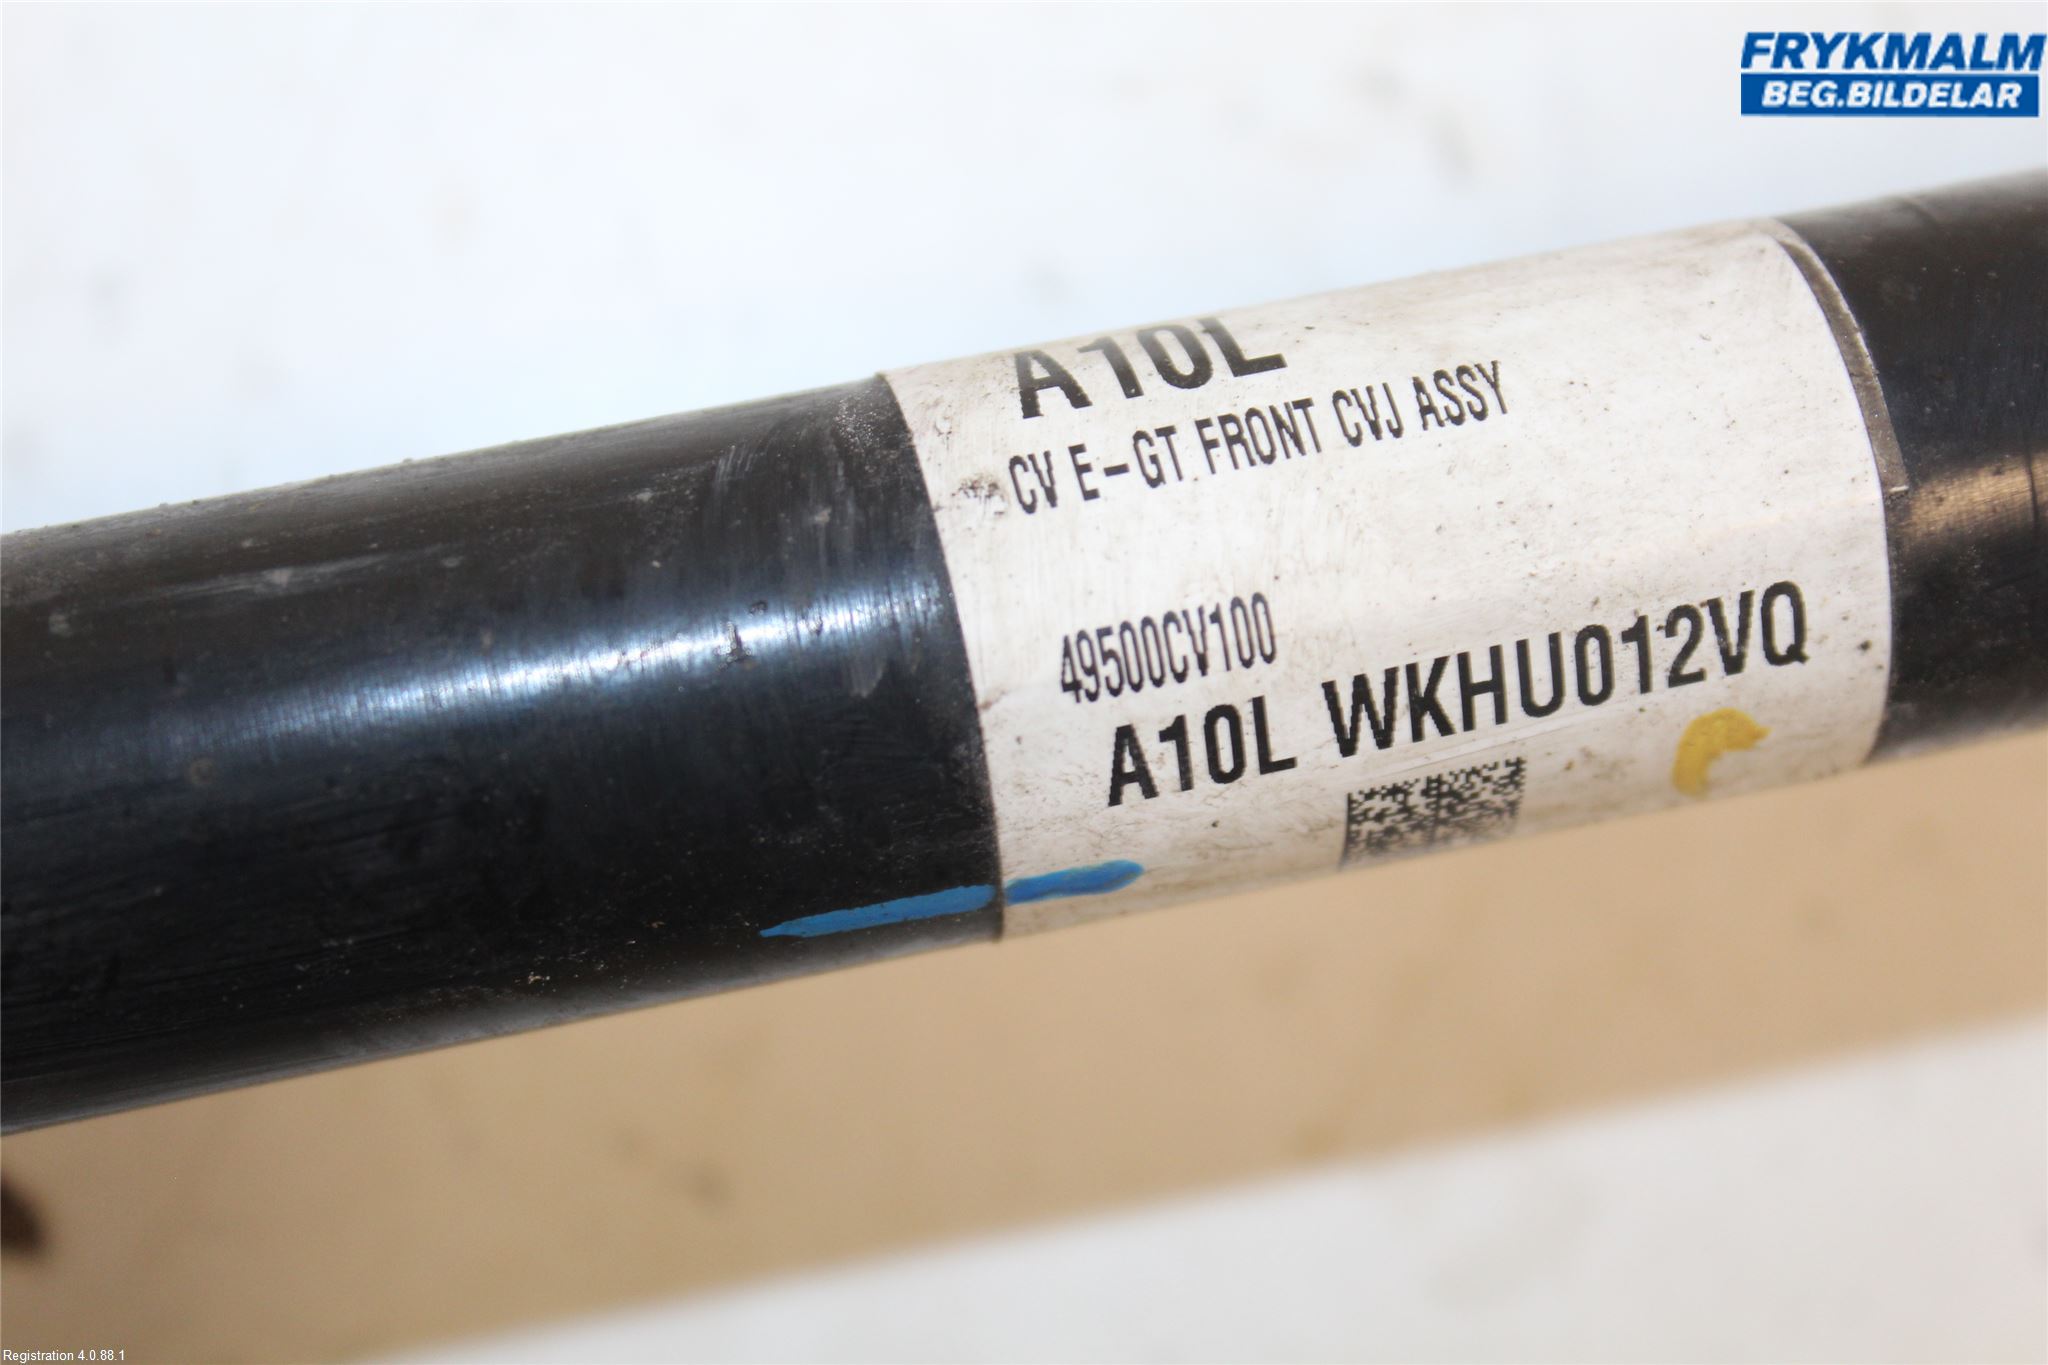 FRYKMALM
BEG.BILDELAR
A10L
CV E-GT FRONT CVJ ASSY
49500CV100
A10L WKHU012VQ
Registration 4.0.88.1